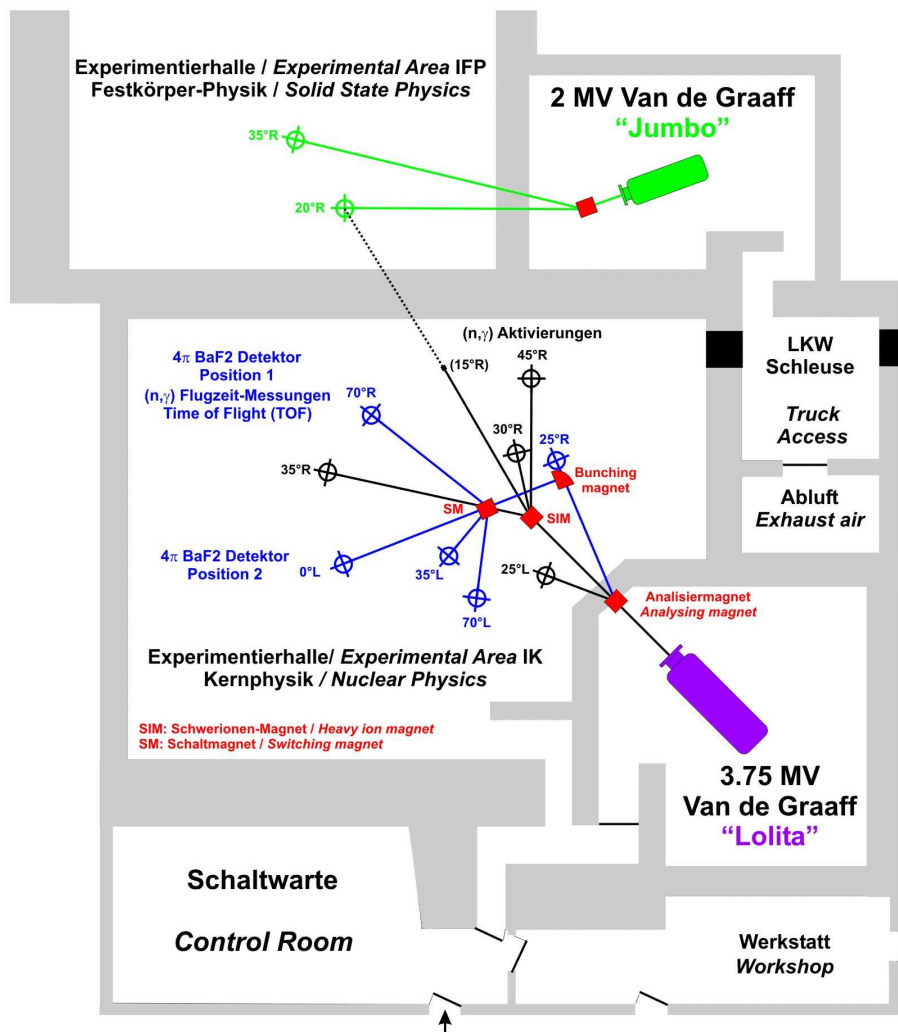 Experimentierhalle / Experimental Area IFP
Festkörper-Physik / Solid State Physics
2 MV Van de Graaff
“Jumbo”
35°R
20°R
(n,γ) Aktivierungen
(15°R)
45°R
4π BaF2 Detektor
Position 1
(n,γ) Flugzeit-Messungen
Time of Flight (TOF)
70°R
LKW
Schleuse
Truck
Access
30°R
25°R
35°R
Bunching
magnet
SM
SIM
Abluft
Exhaust air
4π BaF2 Detektor
Position 2
0°L
35°L
25°L
70°L
Analisiermagnet
Analysing magnet
Experimentierhalle/ Experimental Area IK
Kernphysik / Nuclear Physics
SIM: Schwerionen-Magnet / Heavy ion magnet
SM: Schaltmagnet / Switching magnet
3.75 MV
Van de Graaff
“Lolita”
Schaltwarte
Control Room
Werkstatt
Workshop